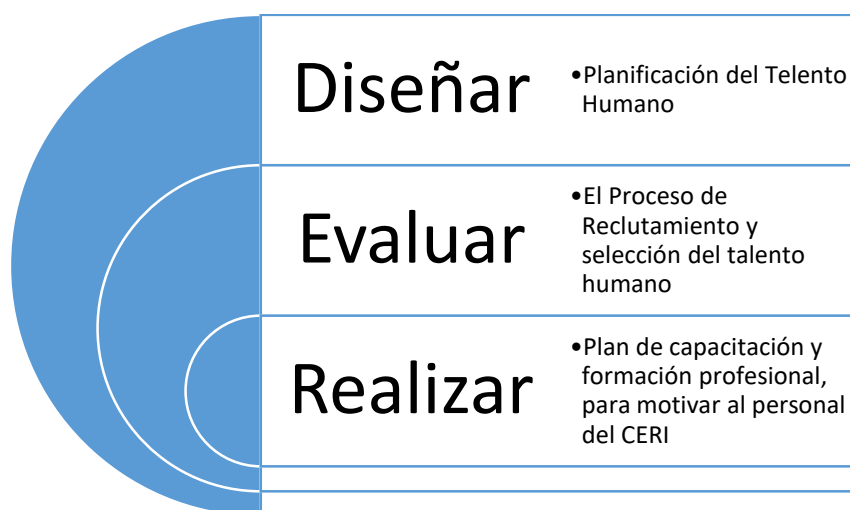 Diseñar
•Planificación del Telento
Humano
Evaluar
•El Proceso de
Reclutamiento y
selección del talento
humano
Realizar
•Plan de capacitación y
formación profesional,
para motivar al personal
del CERI